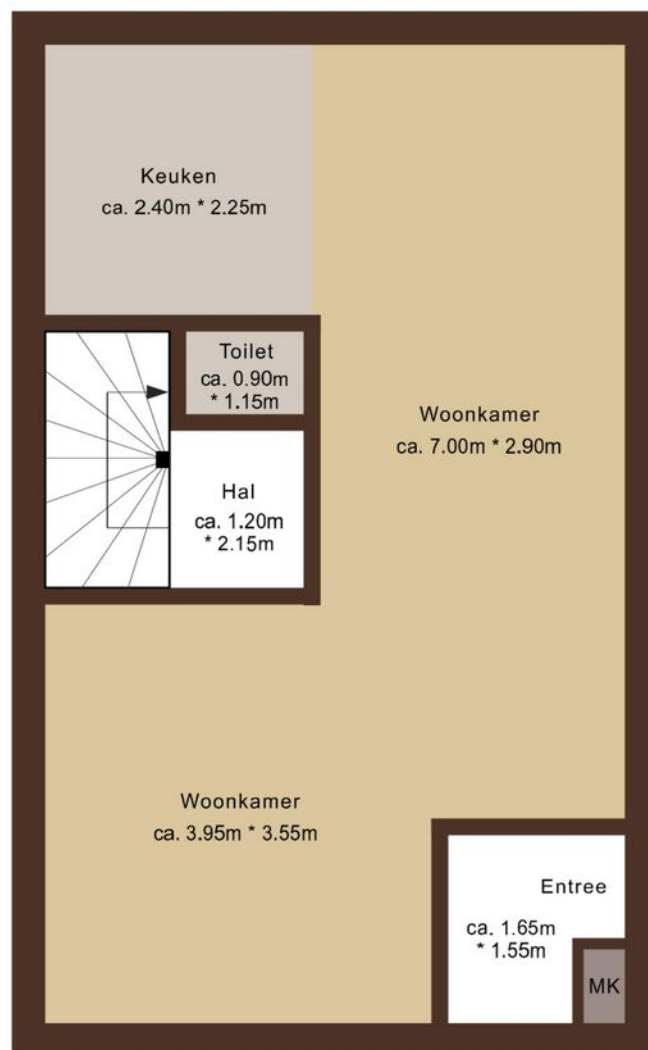 Keuken
ca. 2.40m * 2.25m
Toilet
ca. 0.90m
* 1.15m
Woonkamer
ca. 7.00m * 2.90m
Hal
ca. 1.20m
* 2.15m
Woonkamer
ca. 3.95m * 3.55m
Entree
ca. 1.65m
* 1.55m
MK